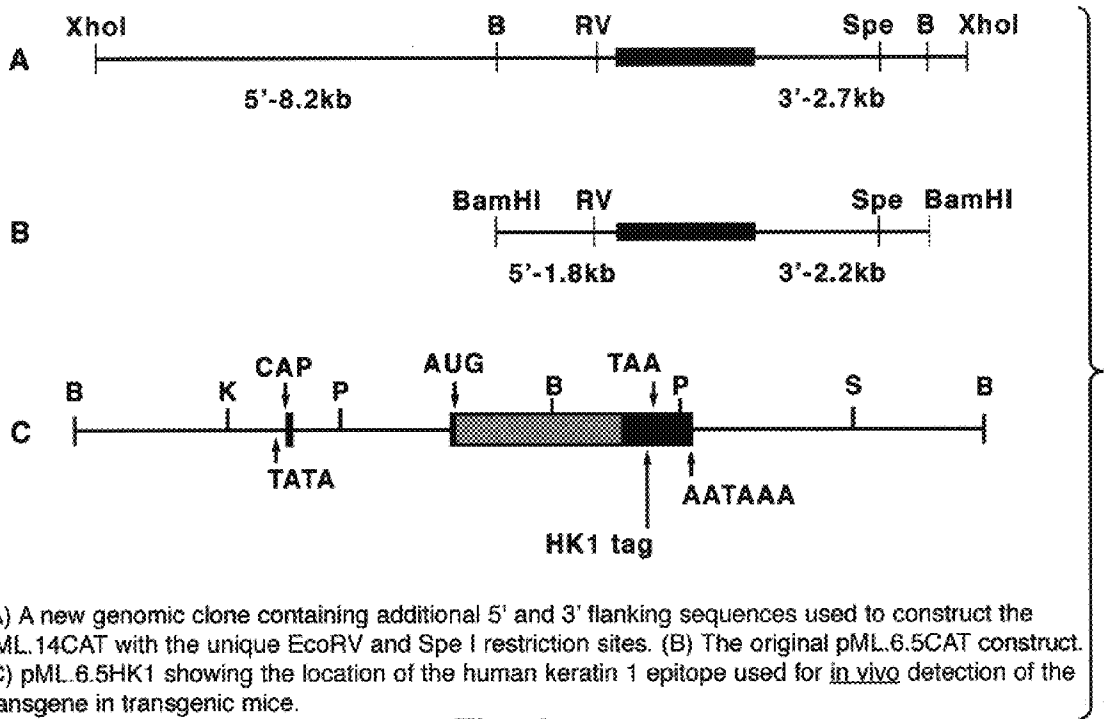 XhoI B RV Spe B XhoI
A
5'-8.2kb 3'-2.7kb
BamHI RV Spe BamHI
B
5'-1.8kb 3'-2.2kb
CAP AUG TAA
B K P B P S B
C
TATA AATAAA
HK1 tag
A) A new genomic clone containing additional 5' and 3' flanking sequences used to construct the
ML.14CAT with the unique EcoRV and Spe I restriction sites. (B) The original pML.6.5CAT construct.
C) pML.6.5HK1 showing the location of the human keratin 1 epitope used for in vivo detection of the
ansgene in transgenic mice.